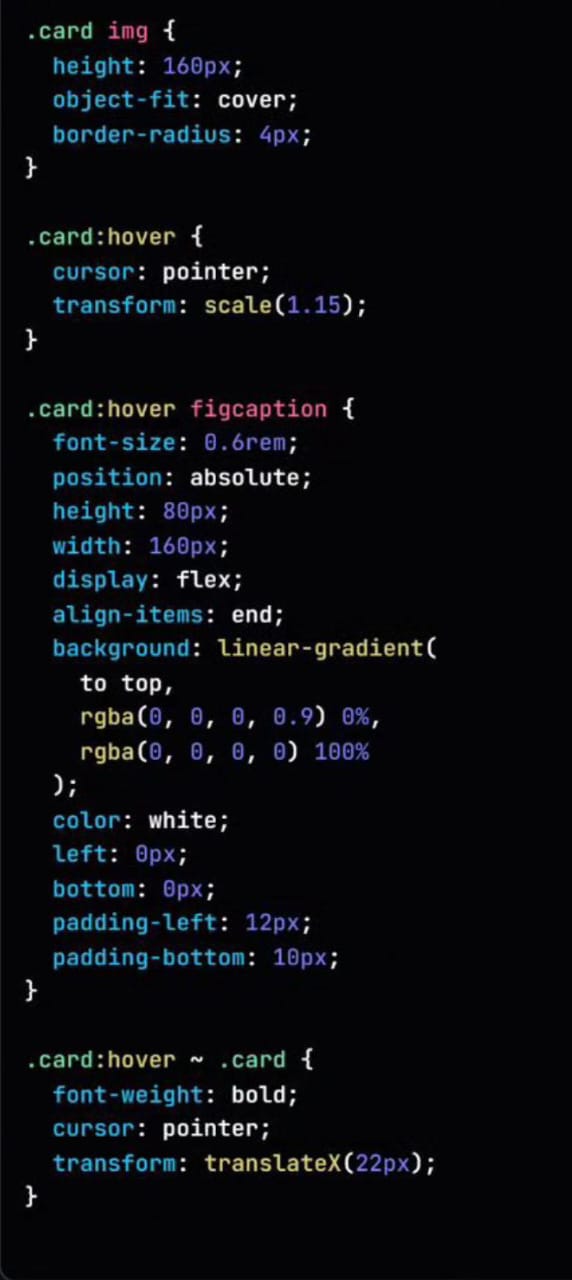 .card img {
  height: 160px;
  object-fit: cover;
  border-radius: 4px;
}

.card:hover {
  cursor: pointer;
  transform: scale(1.15);
}

.card:hover figcaption {
  font-size: 0.6rem;
  position: absolute;
  height: 80px;
  width: 160px;
  display: flex;
  align-items: end;
  background: linear-gradient(
    to top,
    rgba(0, 0, 0, 0.9) 0%,
    rgba(0, 0, 0, 0) 100%
  );
  color: white;
  left: 0px;
  bottom: 0px;
  padding-left: 12px;
  padding-bottom: 10px;
}

.card:hover ~ .card {
  font-weight: bold;
  cursor: pointer;
  transform: translateX(22px);
}